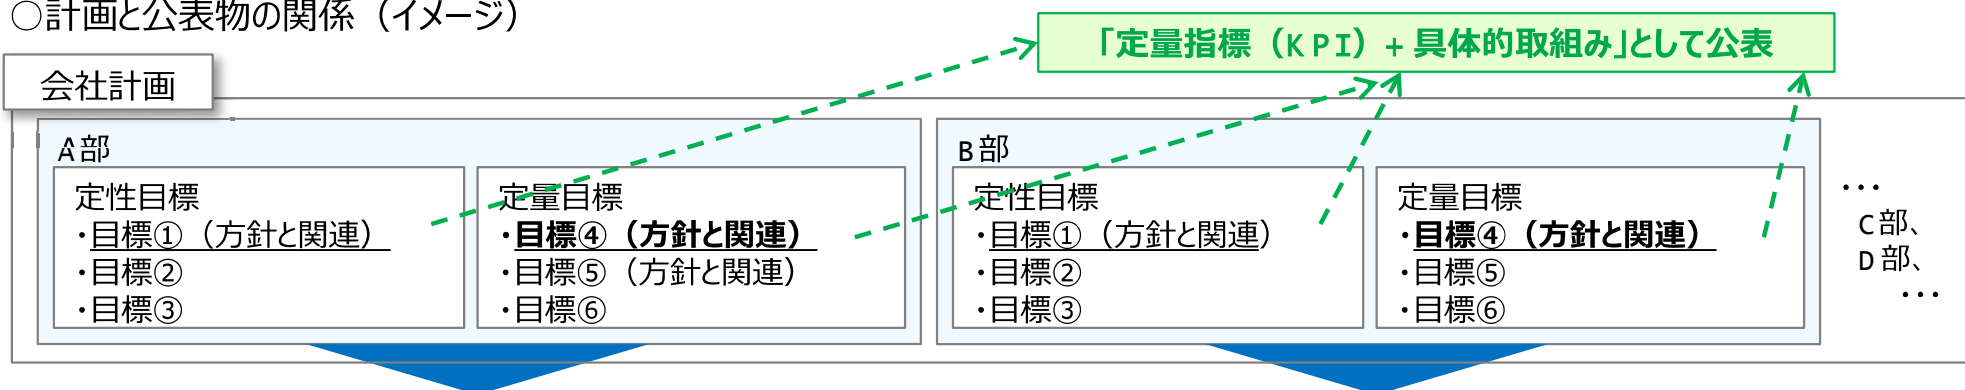 ○計画と公表物の関係（イメージ）
「定量指標（KPI）+具体的取組み」として公表
会社計画
A部
定性目標
・目標①（方針と関連）
・目標②
・目標③
定量目標
・目標④（方針と関連）
・目標⑤（方針と関連）
・目標⑥
B部
定性目標
・目標①（方針と関連）
・目標②
・目標③
定量目標
・目標④（方針と関連）
・目標⑤
・目標⑥
…
C部、
D部、
…